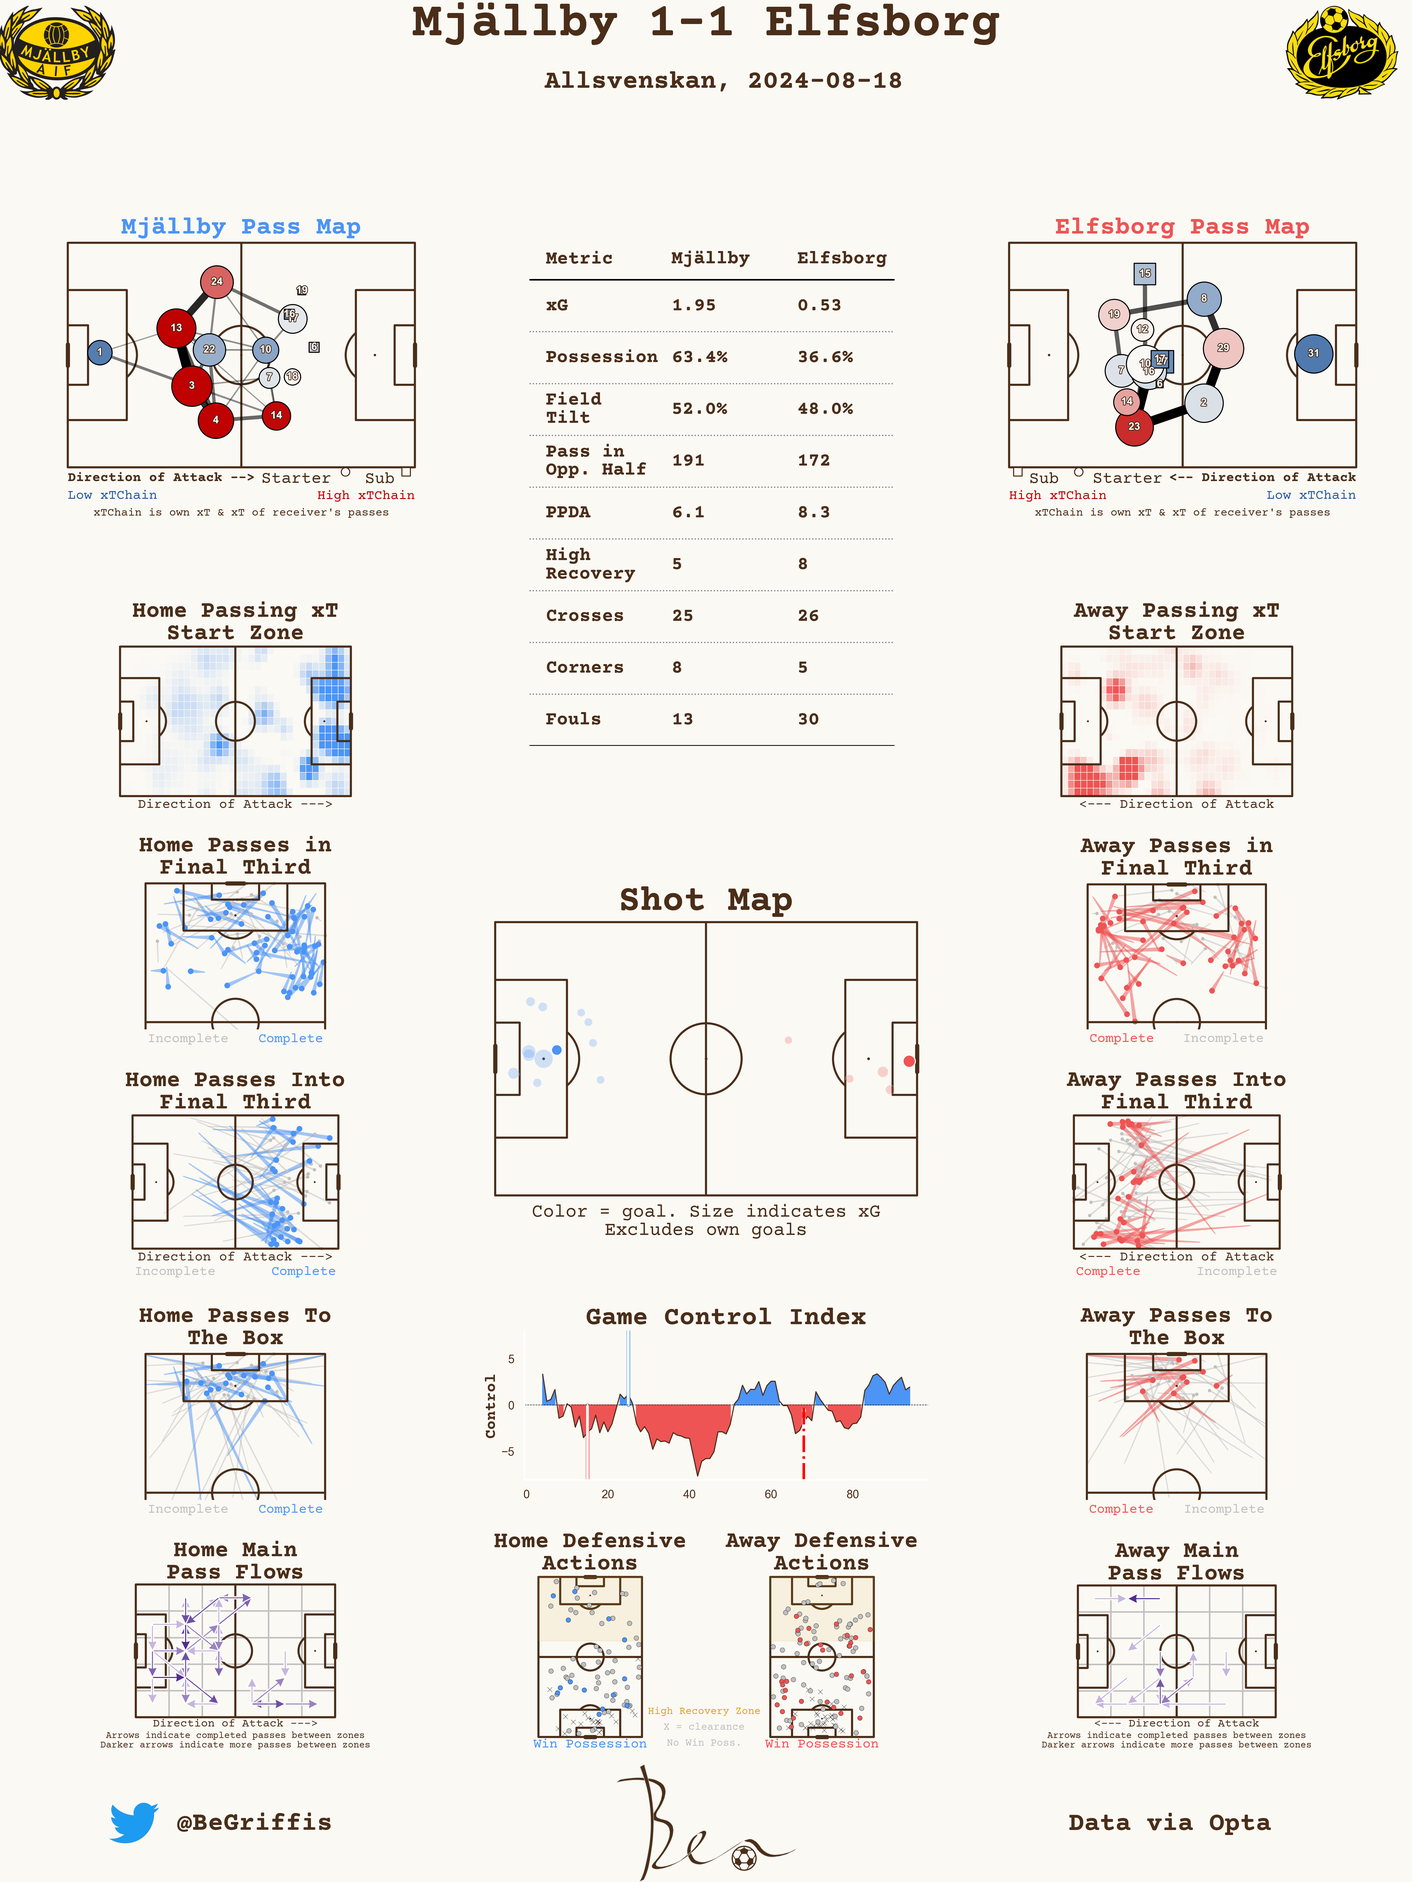 Mjällby 1-1 Elfsborg
Allsvenskan, 2024-08-18
MJÄLLBY
AIF
Elfsborg
Mjällby Pass Map
24
19
16
17
13
22
10
6
1
3
7
18
4
14
Direction of Attack --> Starter Sub
Low xTChain High xTChain
xTChain is own xT & xT of receiver's passes
Metric Mjällby Elfsborg
xG 1.95 0.53
Possession 63.4% 36.6%
Field
Tilt 52.0% 48.0%
Pass in
Opp. Half 191 172
PPDA 6.1 8.3
High
Recovery 5 8
Crosses 25 26
Corners 8 5
Fouls 13 30
Elfsborg Pass Map
15
8
19
12
29
31
10
7
16
6
14
2
23
Sub Starter <-- Direction of Attack
High xTChain Low xTChain
xTChain is own xT & xT of receiver's passes
Home Passing xT
Start Zone
Direction of Attack --->
Away Passing xT
Start Zone
<--- Direction of Attack
Home Passes in
Final Third
Incomplete Complete
Away Passes in
Final Third
Complete Incomplete
Shot Map
Color = goal. Size indicates xG
Excludes own goals
Home Passes Into
Final Third
Direction of Attack --->
Incomplete Complete
Away Passes Into
Final Third
<--- Direction of Attack
Complete Incomplete
Home Passes To
The Box
Incomplete Complete
Game Control Index
Control
5
0
−5
0 20 40 60 80
Away Passes To
The Box
Complete Incomplete
Home Main
Pass Flows
Direction of Attack --->
Arrows indicate completed passes between zones
Darker arrows indicate more passes between zones
Home Defensive
Actions
Win Possession
Away Defensive
Actions
Win Possession
High Recovery Zone
X = clearance
No Win Poss.
Away Main
Pass Flows
<--- Direction of Attack
Arrows indicate completed passes between zones
Darker arrows indicate more passes between zones
@BeGriffis
Ben
Data via Opta